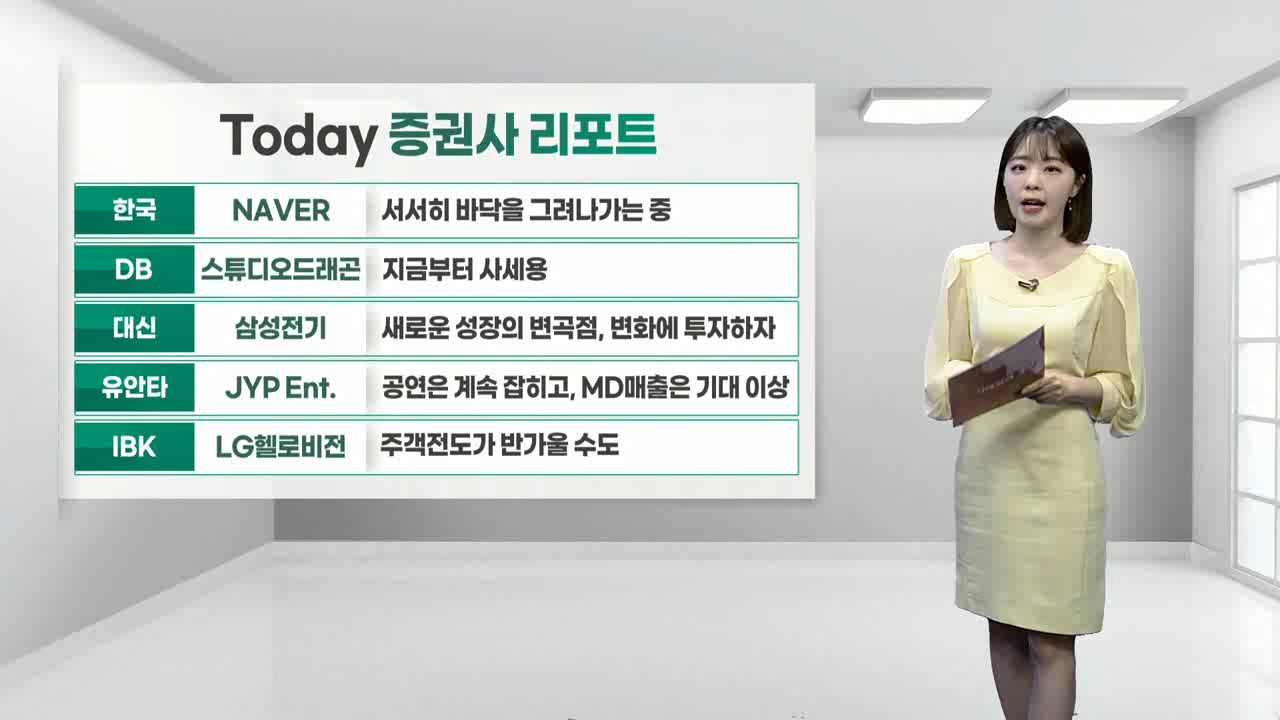 Today 증권사 리포트
한국 NAVER 서서히 바닥을 그려나가는 중
DB 스튜디오드래곤 지금부터 사세용
대신 삼성전기 새로운 성장의 변곡점, 변화에 투자하자
유안타 JYP Ent. 공연은 계속 잡히고, MD매출은 기대 이상
IBK LG헬로비전 주객전도가 반가울 수도